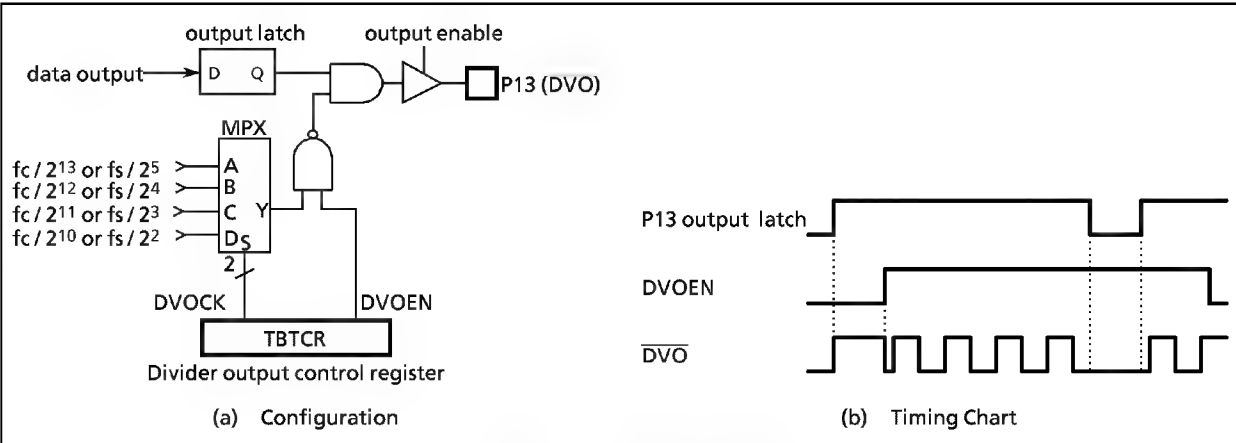 output latch
output enable
data output
D Q
P13 (DVO)
MPX
fc / 2¹³ or fs / 2⁵ A
fc / 2¹² or fs / 2⁴ B
fc / 2¹¹ or fs / 2³ C Y
fc / 2¹⁰ or fs / 2² D S
2
DVOCK
DVOEN
TBTCR
Divider output control register
(a) Configuration
P13 output latch
DVOEN
D̅V̅O̅
(b) Timing Chart